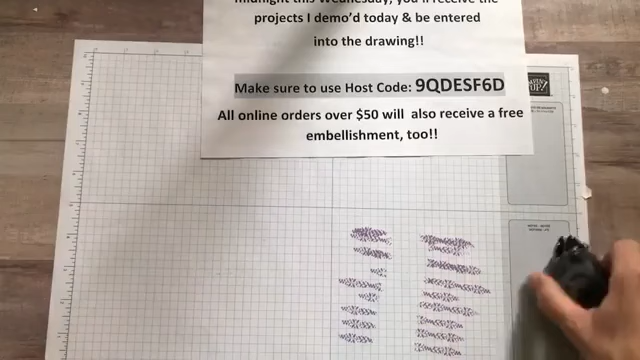 midnight this Wednesday, you'll receive the
projects I demo'd today & be entered
into the drawing!!
Make sure to use Host Code: 9QDESF6D
All online orders over $50 will also receive a free
embellishment, too!!